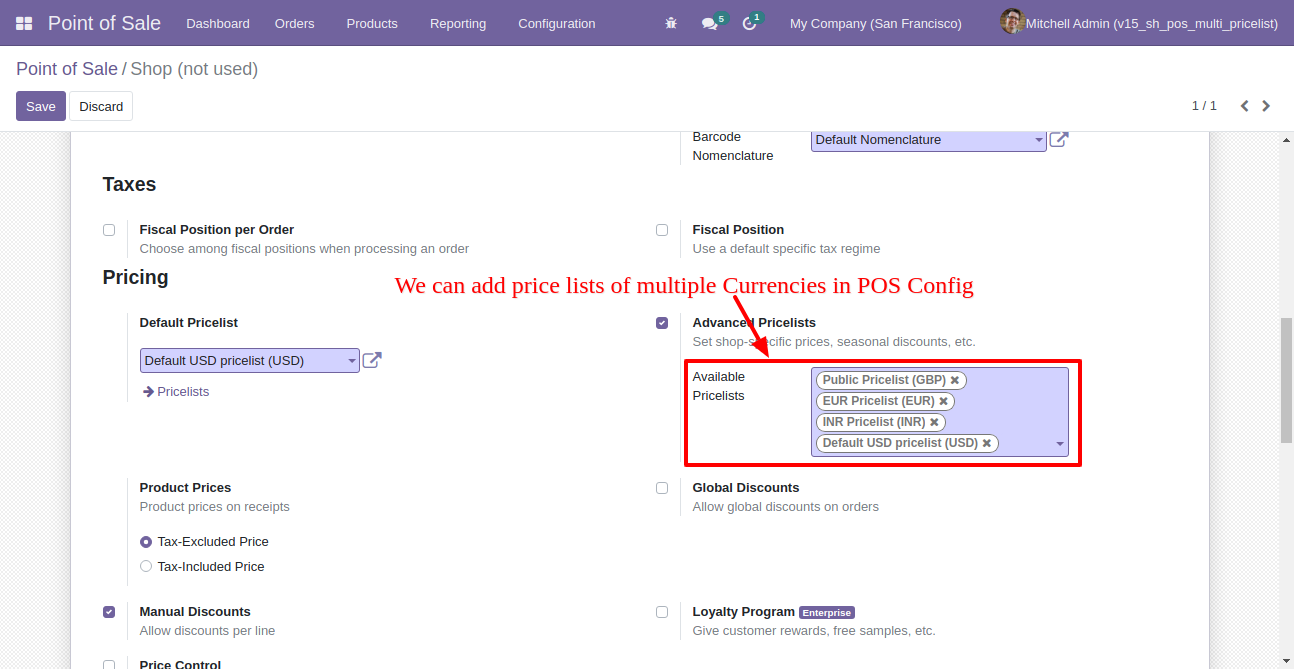 Point of Sale Dashboard Orders Products Reporting Configuration 5 1 My Company (San Francisco) Mitchell Admin (v15_sh_pos_multi_pricelist)
Point of Sale / Shop (not used)
Save Discard 1 / 1
Barcode Nomenclature Default Nomenclature
Taxes
Fiscal Position per Order
Choose among fiscal positions when processing an order
Fiscal Position
Use a default specific tax regime
Pricing
We can add price lists of multiple Currencies in POS Config
Default Pricelist
Default USD pricelist (USD)
Pricelists
Advanced Pricelists
Set shop-specific prices, seasonal discounts, etc.
Available Pricelists
Public Pricelist (GBP)
EUR Pricelist (EUR)
INR Pricelist (INR)
Default USD pricelist (USD)
Product Prices
Product prices on receipts
Tax-Excluded Price
Tax-Included Price
Global Discounts
Allow global discounts on orders
Manual Discounts
Allow discounts per line
Loyalty Program Enterprise
Give customer rewards, free samples, etc.
Price Control